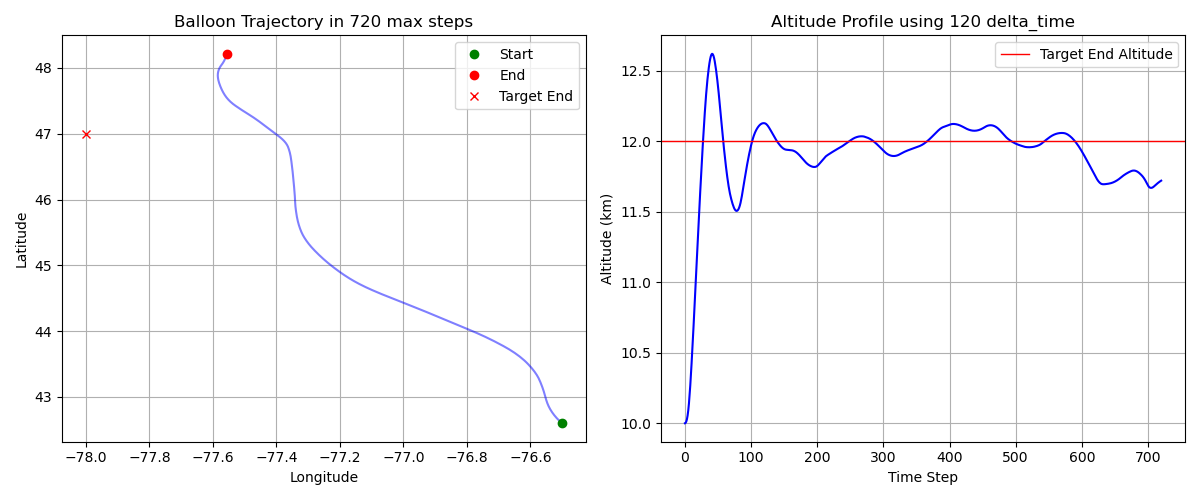 Balloon Trajectory in 720 max steps
Start
End
Target End
48
47
46
45
44
43
Latitude
−78.0 −77.8 −77.6 −77.4 −77.2 −77.0 −76.8 −76.6
Longitude
Altitude Profile using 120 delta_time
Target End Altitude
12.5
12.0
11.5
11.0
10.5
10.0
Altitude (km)
0 100 200 300 400 500 600 700
Time Step